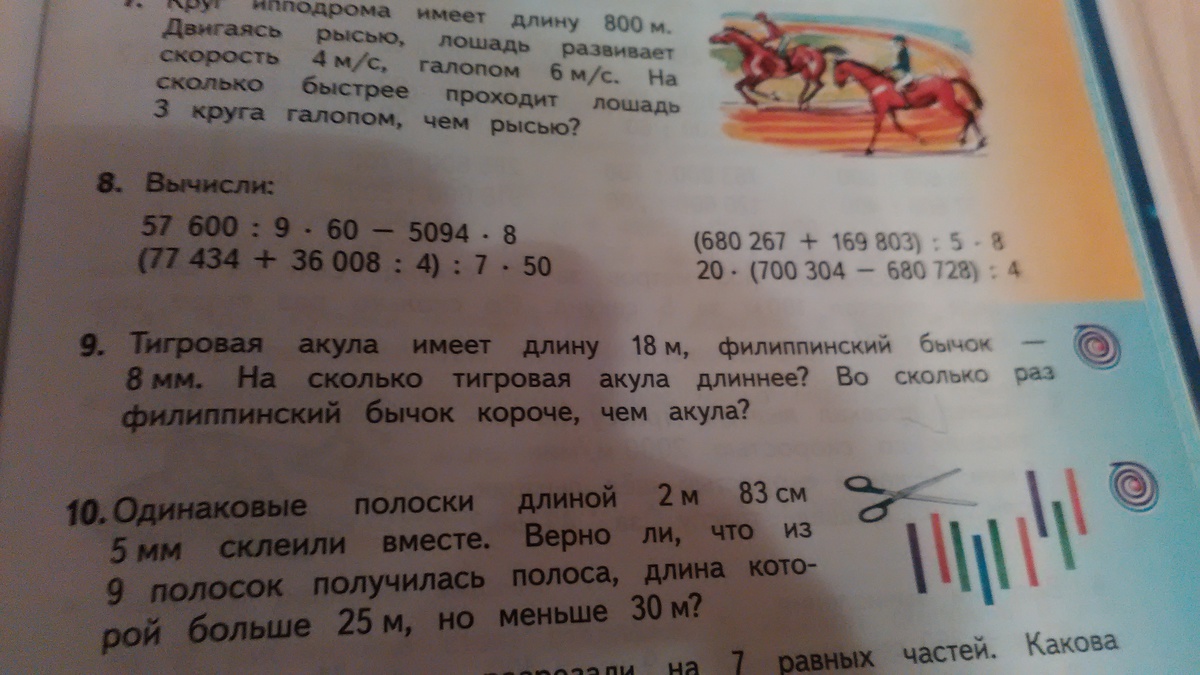 7. Круг ипподрома имеет длину 800 м.
Двигаясь рысью, лошадь развивает
скорость 4 м/с, галопом 6 м/с. На
сколько быстрее проходит лошадь
3 круга галопом, чем рысью?
8. Вычисли:
57 600 : 9 · 60 − 5094 · 8
(77 434 + 36 008 : 4) : 7 · 50
(680 267 + 169 803) : 5 · 8
20 · (700 304 − 680 728) : 4
9. Тигровая акула имеет длину 18 м, филиппинский бычок —
8 мм. На сколько тигровая акула длиннее? Во сколько раз
филиппинский бычок короче, чем акула?
10. Одинаковые полоски длиной 2 м 83 см
5 мм склеили вместе. Верно ли, что из
9 полосок получилась полоса, длина кото-
рой больше 25 м, но меньше 30 м?
на 7 равных частей. Какова